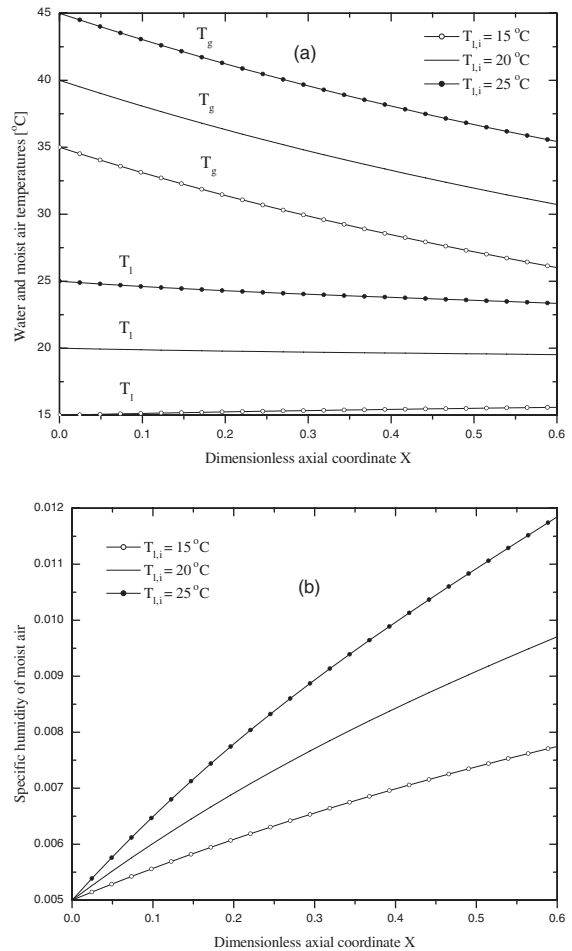 45
40
35
30
25
20
15
Water and moist air temperatures [°C]
(a)
T_l,i = 15 °C
T_l,i = 20 °C
T_l,i = 25 °C
T_g
T_g
T_g
T_l
T_l
T_l
0.0 0.1 0.2 0.3 0.4 0.5 0.6
Dimensionless axial coordinate X
0.012
0.011
0.010
0.009
0.008
0.007
0.006
0.005
Specific humidity of moist air
T_l,i = 15 °C
T_l,i = 20 °C
T_l,i = 25 °C
(b)
0.0 0.1 0.2 0.3 0.4 0.5 0.6
Dimensionless axial coordinate X